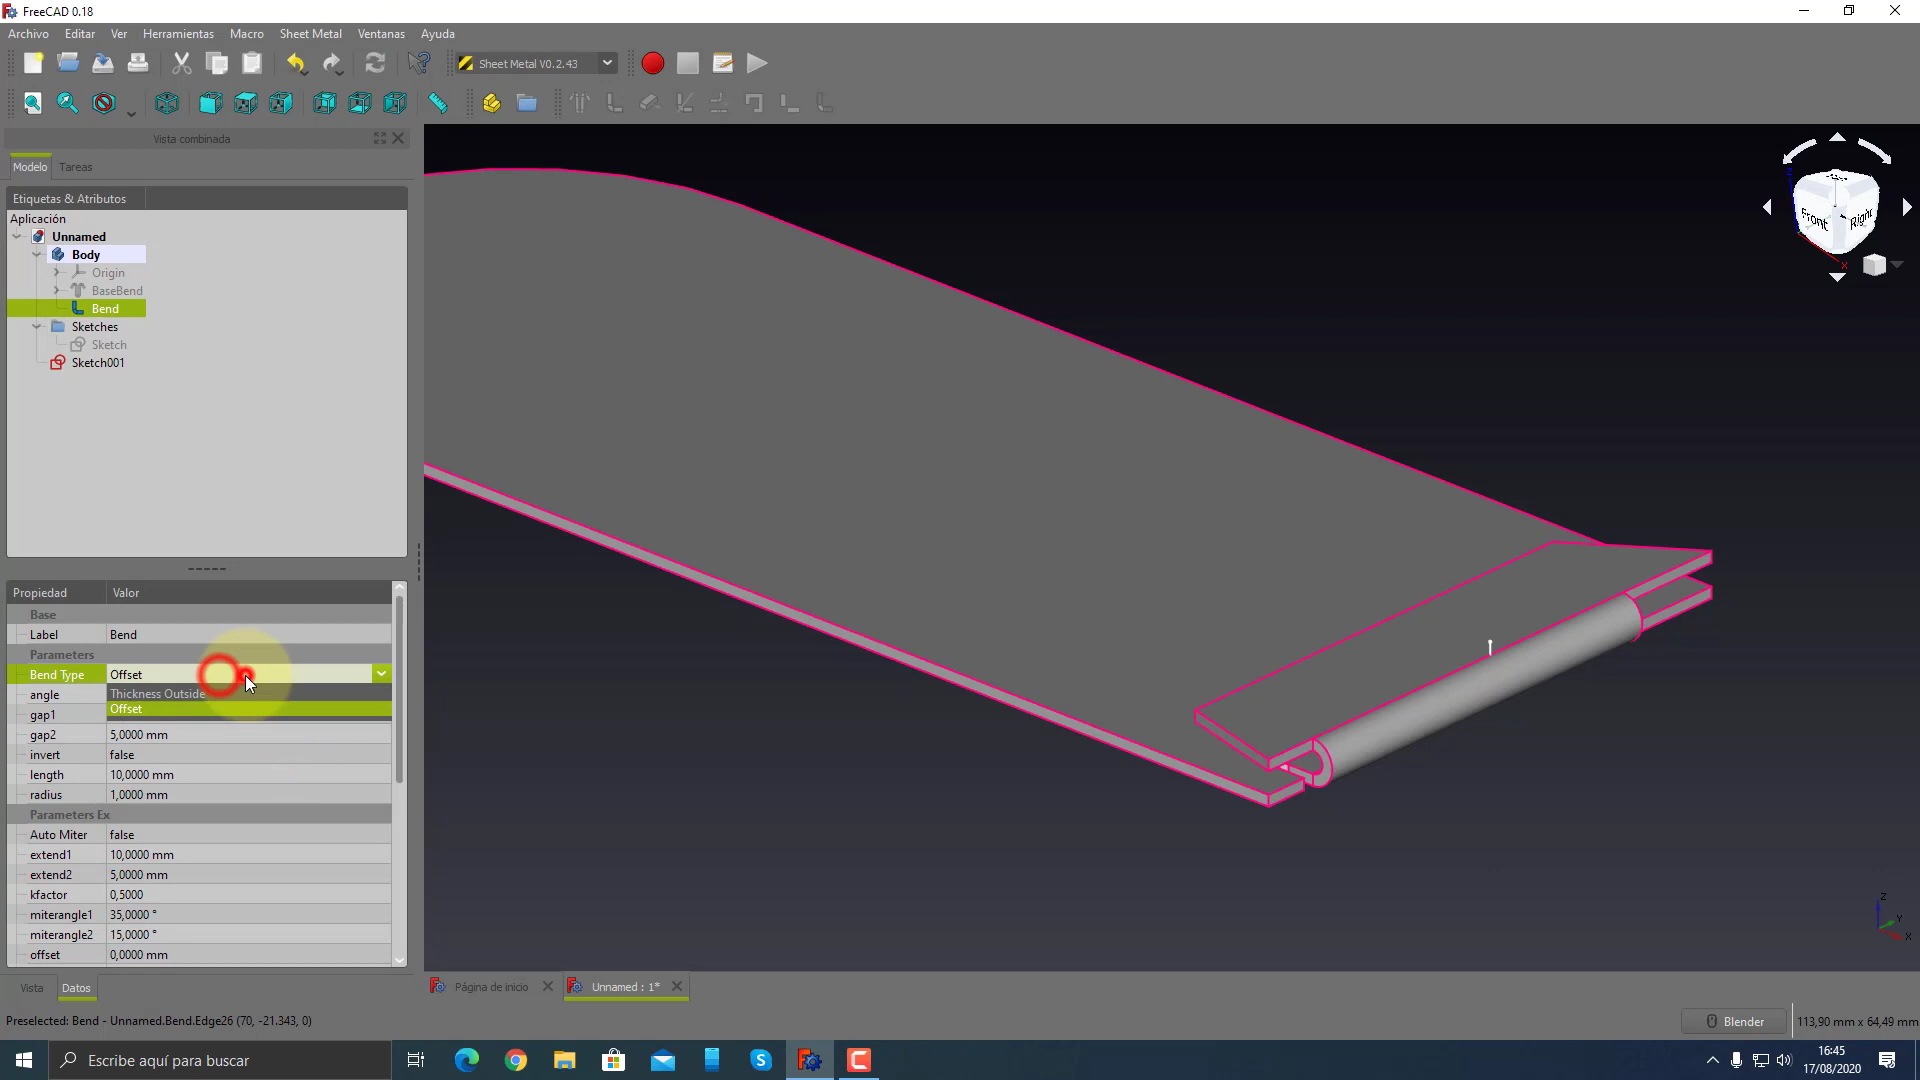 FreeCAD 0.18
Archivo Editar Ver Herramientas Macro Sheet Metal Ventanas Ayuda
Sheet Metal V0.2.43
Vista combinada
Modelo Tareas
Etiquetas & Atributos
Aplicación
Unnamed
Body
Origin
BaseBend
Bend
Sketches
Sketch
Sketch001
Front Right
Z
X
Propiedad Valor
Base
Label Bend
Parameters
Bend Type Offset
angle Thickness Outside
Offset
gap1
gap2 5,0000 mm
invert false
length 10,0000 mm
radius 1,0000 mm
Parameters Ex
Auto Miter false
extend1 10,0000 mm
extend2 5,0000 mm
kfactor 0,5000
miterangle1 35,0000 °
miterangle2 15,0000 °
offset 0,0000 mm
Z
Y
X
Vista Datos
Página de inicio Unnamed : 1*
Preselected: Bend - Unnamed.Bend.Edge26 (70, -21.343, 0)
Blender 113,90 mm x 64,49 mm
Escribe aquí para buscar
16:45
17/08/2020